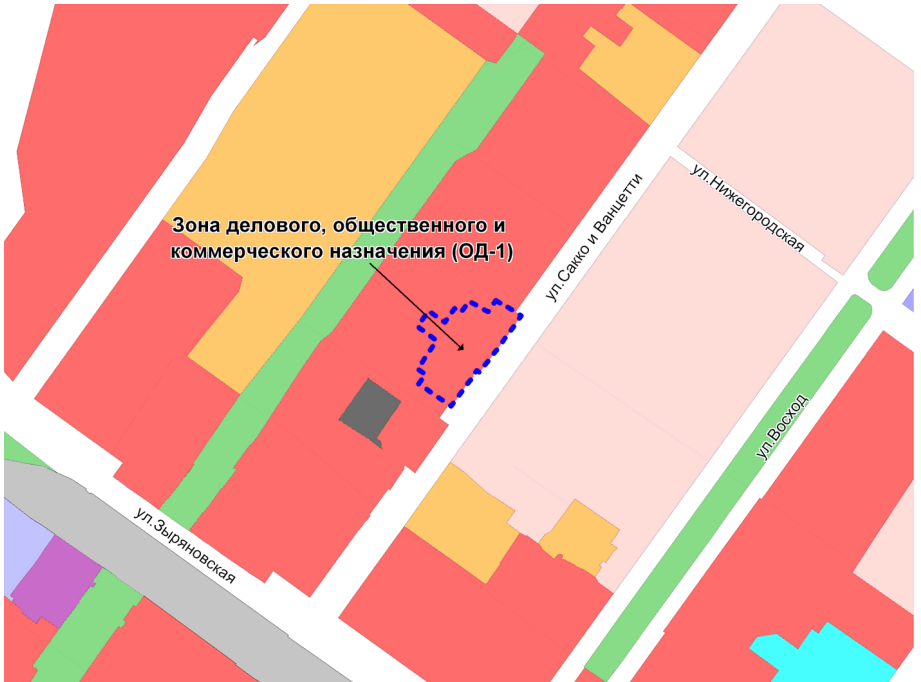 Зона делового, общественного и
коммерческого назначения (ОД-1)
ул.Сакко и Ванцетти
ул.Нижегородская
ул.Восход
ул.Зыряновская